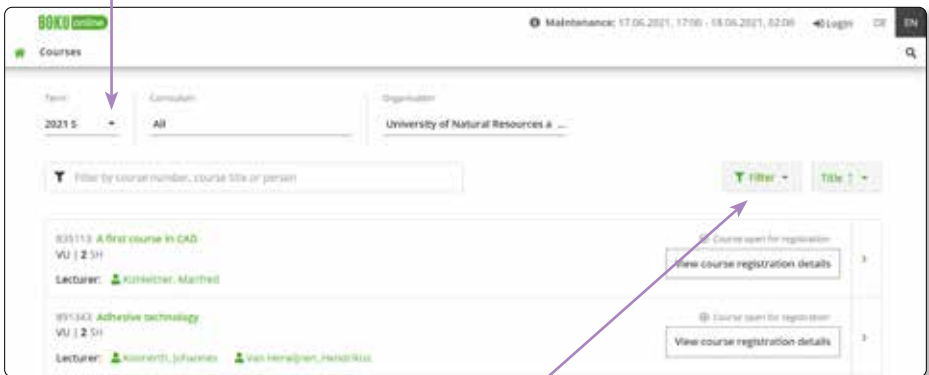 BOKU online
Maintenance: 17.06.2021, 17:00 - 18.06.2021, 02:00 Login DE EN
Courses
Term Curriculum Organisation
2021 S All University of Natural Resources a ...
Filter by course number, course title or person
Filter Title
835113 A first course in CAD
Course open for registration
VU | 2 SH
View course registration details
Lecturer: Manfred
Adhesive technology
Course open for registration
VU | 2 SH
View course registration details
Lecturer: Konnerth, Johannes Van Herwijnen, Hendrikus